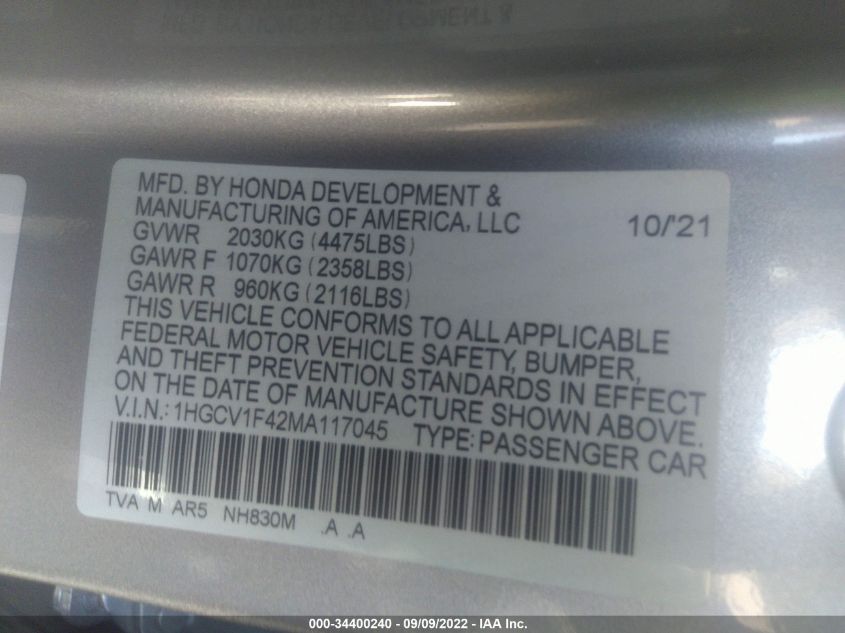 MFD. BY HONDA DEVELOPMENT &
MANUFACTURING OF AMERICA, LLC 10/'21
GVWR 2030KG (4475LBS)
GAWR F 1070KG (2358LBS)
GAWR R 960KG (2116LBS)
THIS VEHICLE CONFORMS TO ALL APPLICABLE
FEDERAL MOTOR VEHICLE SAFETY, BUMPER,
AND THEFT PREVENTION STANDARDS IN EFFECT
ON THE DATE OF MANUFACTURE SHOWN ABOVE.
V.I.N.: 1HGCV1F42MA117045 TYPE: PASSENGER CAR
TVA M AR5 NH830M .A .A
000-34400240 - 09/09/2022 - IAA Inc.